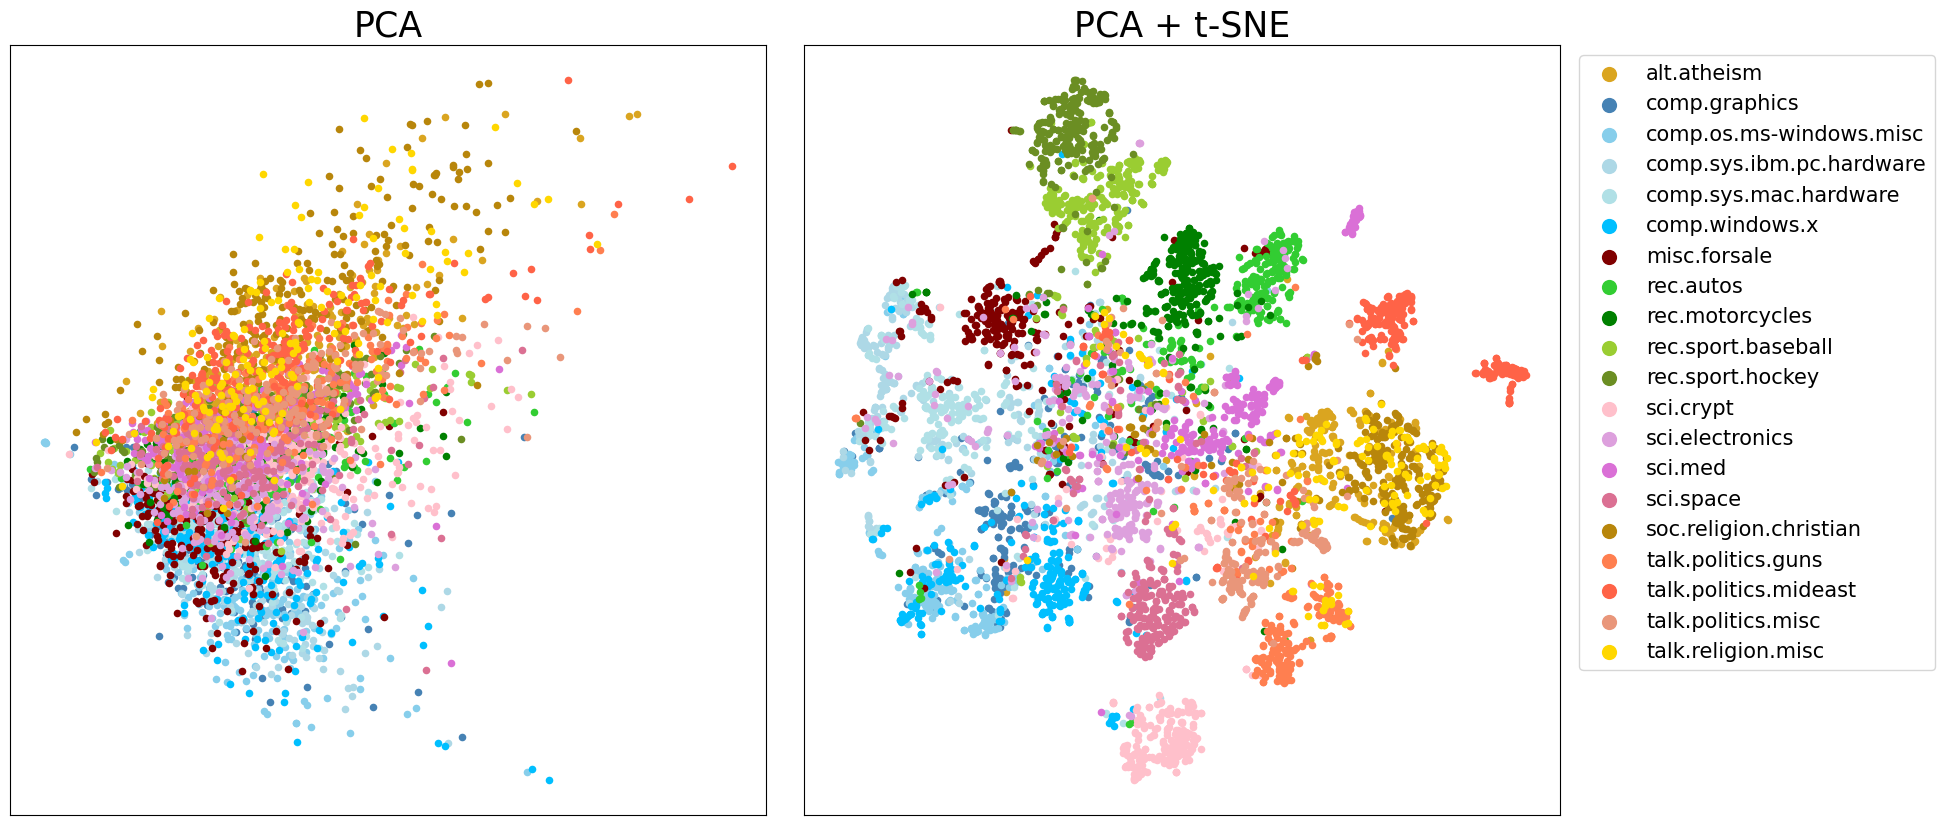 PCA
PCA + t-SNE
alt.atheism
comp.graphics
comp.os.ms-windows.misc
comp.sys.ibm.pc.hardware
comp.sys.mac.hardware
comp.windows.x
misc.forsale
rec.autos
rec.motorcycles
rec.sport.baseball
rec.sport.hockey
sci.crypt
sci.electronics
sci.med
sci.space
soc.religion.christian
talk.politics.guns
talk.politics.mideast
talk.politics.misc
talk.religion.misc